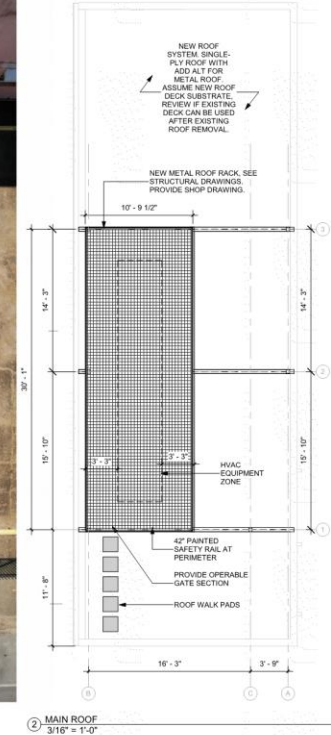 NEW ROOF
SYSTEM. SINGLE-
PLY ROOF WITH
ADD ALT FOR
METAL ROOF.
ASSUME NEW ROOF
DECK SUBSTRATE,
REVIEW IF EXISTING
DECK CAN BE USED
AFTER EXISTING
ROOF REMOVAL.
NEW METAL ROOF RACK, SEE
STRUCTURAL DRAWINGS.
PROVIDE SHOP DRAWING.
10' - 9 1/2"
3
14' - 3"
14' - 3"
30' - 1"
2
15' - 10"
15' - 10"
3' - 3"
3' - 3"
HVAC
EQUIPMENT
ZONE
1
42" PAINTED
SAFETY RAIL AT
PERIMETER
PROVIDE OPERABLE
GATE SECTION
11' - 8"
ROOF WALK PADS
16' - 3"
3' - 9"
B
C
A
2
MAIN ROOF
3/16" = 1'-0"